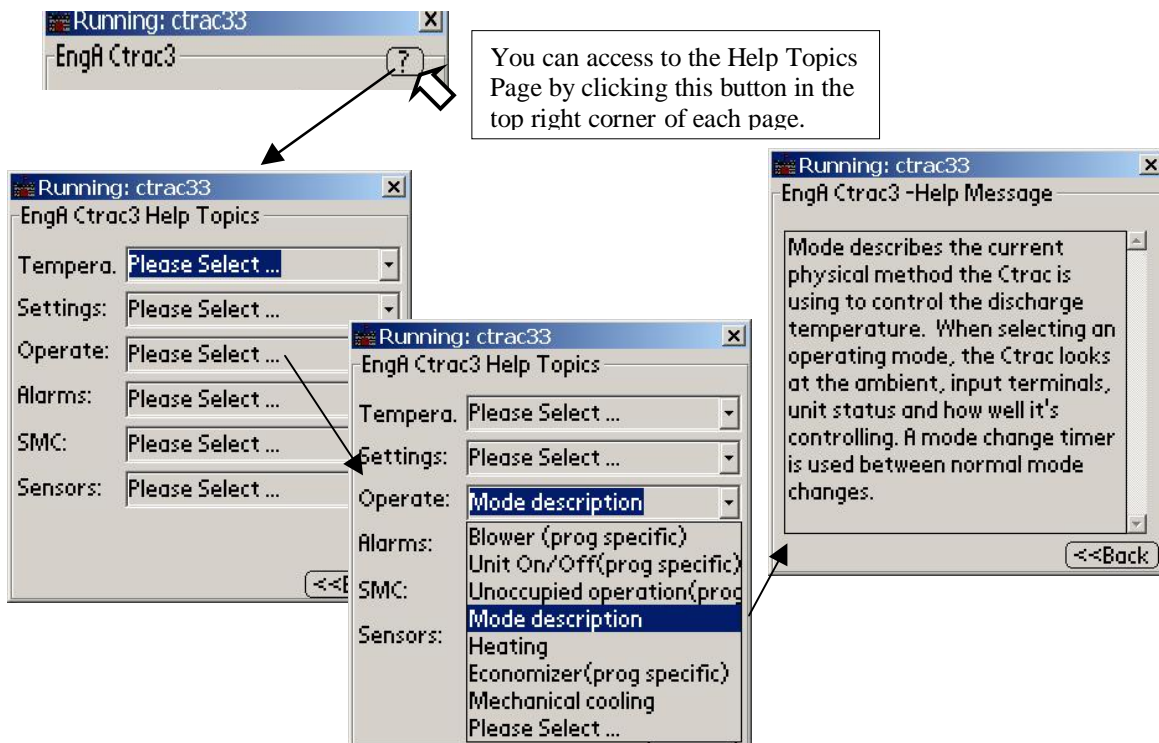 Running: ctrac33
EngA Ctrac3
?
You can access to the Help Topics
Page by clicking this button in the
top right corner of each page.
Running: ctrac33
EngA Ctrac3 Help Topics
Tempera. Please Select ...
Settings: Please Select ...
Operate: Please Select ...
Alarms: Please Select ...
SMC: Please Select ...
Sensors: Please Select ...
<<B
Running: ctrac33
EngA Ctrac3 Help Topics
Tempera. Please Select ...
Settings: Please Select ...
Operate: Mode description
Alarms:
SMC:
Sensors:
Blower (prog specific)
Unit On/Off(prog specific)
Unoccupied operation(prog
Mode description
Heating
Economizer(prog specific)
Mechanical cooling
Please Select ...
Running: ctrac33
EngA Ctrac3 -Help Message
Mode describes the current
physical method the Ctrac is
using to control the discharge
temperature. When selecting an
operating mode, the Ctrac looks
at the ambient, input terminals,
unit status and how well it's
controlling. A mode change timer
is used between normal mode
changes.
<<Back